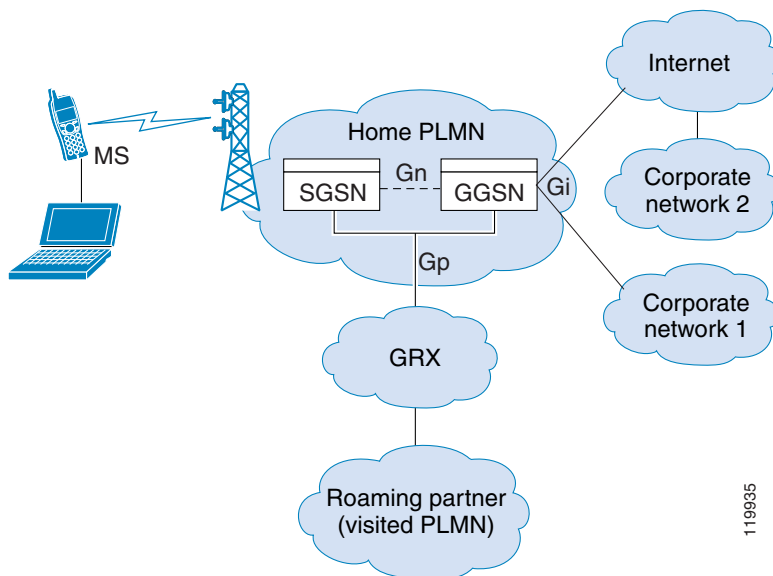 Internet
Home PLMN
MS
SGSN
Gn
GGSN
Gi
Corporate
network 2
Gp
Corporate
network 1
GRX
Roaming partner
(visited PLMN)
119935